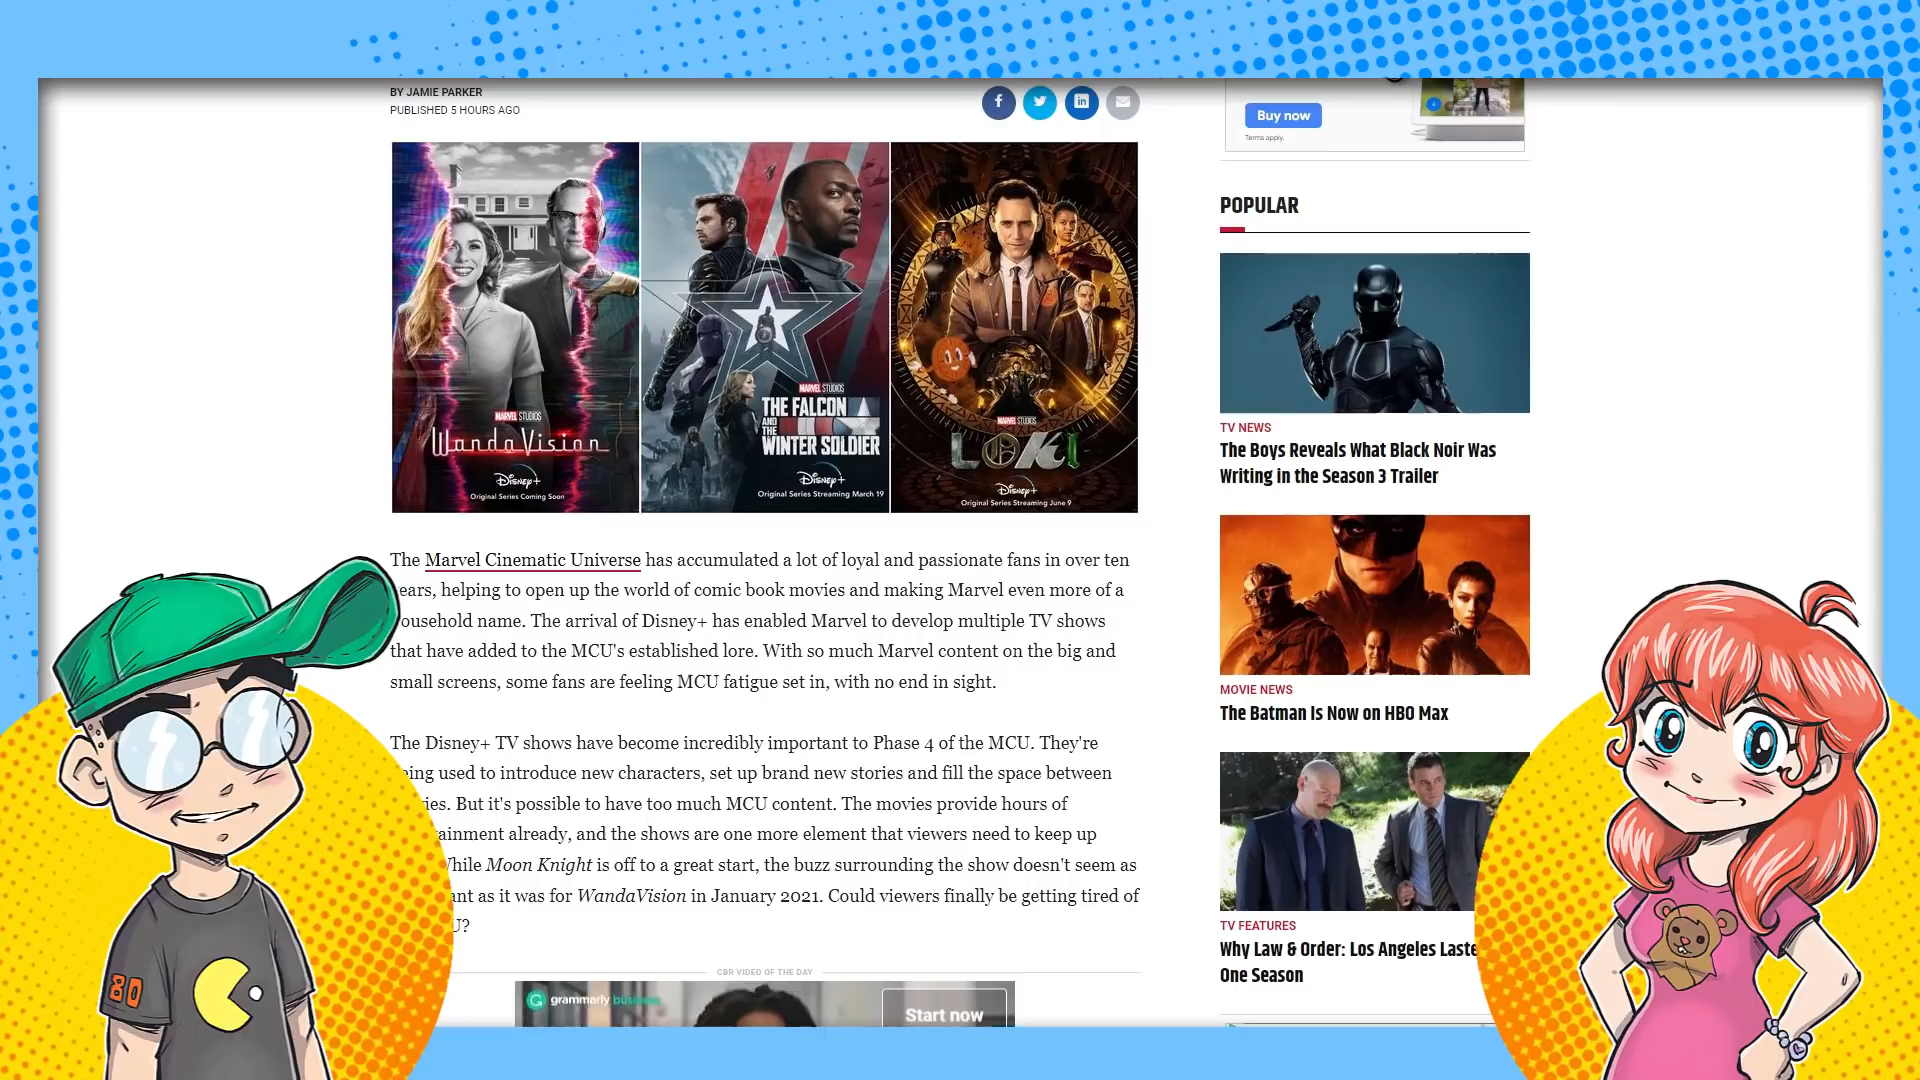 BY JAMIE PARKER
PUBLISHED 5 HOURS AGO
Buy now
Terms apply.
MARVEL STUDIOS
WandaVision
Disney+
Original Series Coming Soon
MARVEL STUDIOS
THE FALCON
AND THE
WINTER SOLDIER
Disney+
Original Series Streaming March 19
MARVEL STUDIOS
LOKI
Disney+
Original Series Streaming June 9
The Marvel Cinematic Universe has accumulated a lot of loyal and passionate fans in over ten
ears, helping to open up the world of comic book movies and making Marvel even more of a
ousehold name. The arrival of Disney+ has enabled Marvel to develop multiple TV shows
that have added to the MCU's established lore. With so much Marvel content on the big and
small screens, some fans are feeling MCU fatigue set in, with no end in sight.
The Disney+ TV shows have become incredibly important to Phase 4 of the MCU. They're
ing used to introduce new characters, set up brand new stories and fill the space between
ies. But it's possible to have too much MCU content. The movies provide hours of
tainment already, and the shows are one more element that viewers need to keep up
hile Moon Knight is off to a great start, the buzz surrounding the show doesn't seem as
ant as it was for WandaVision in January 2021. Could viewers finally be getting tired of
U?
CBR VIDEO OF THE DAY
grammarly business
Start now
POPULAR
TV NEWS
The Boys Reveals What Black Noir Was
Writing in the Season 3 Trailer
MOVIE NEWS
The Batman Is Now on HBO Max
TV FEATURES
Why Law & Order: Los Angeles Laste
One Season
80